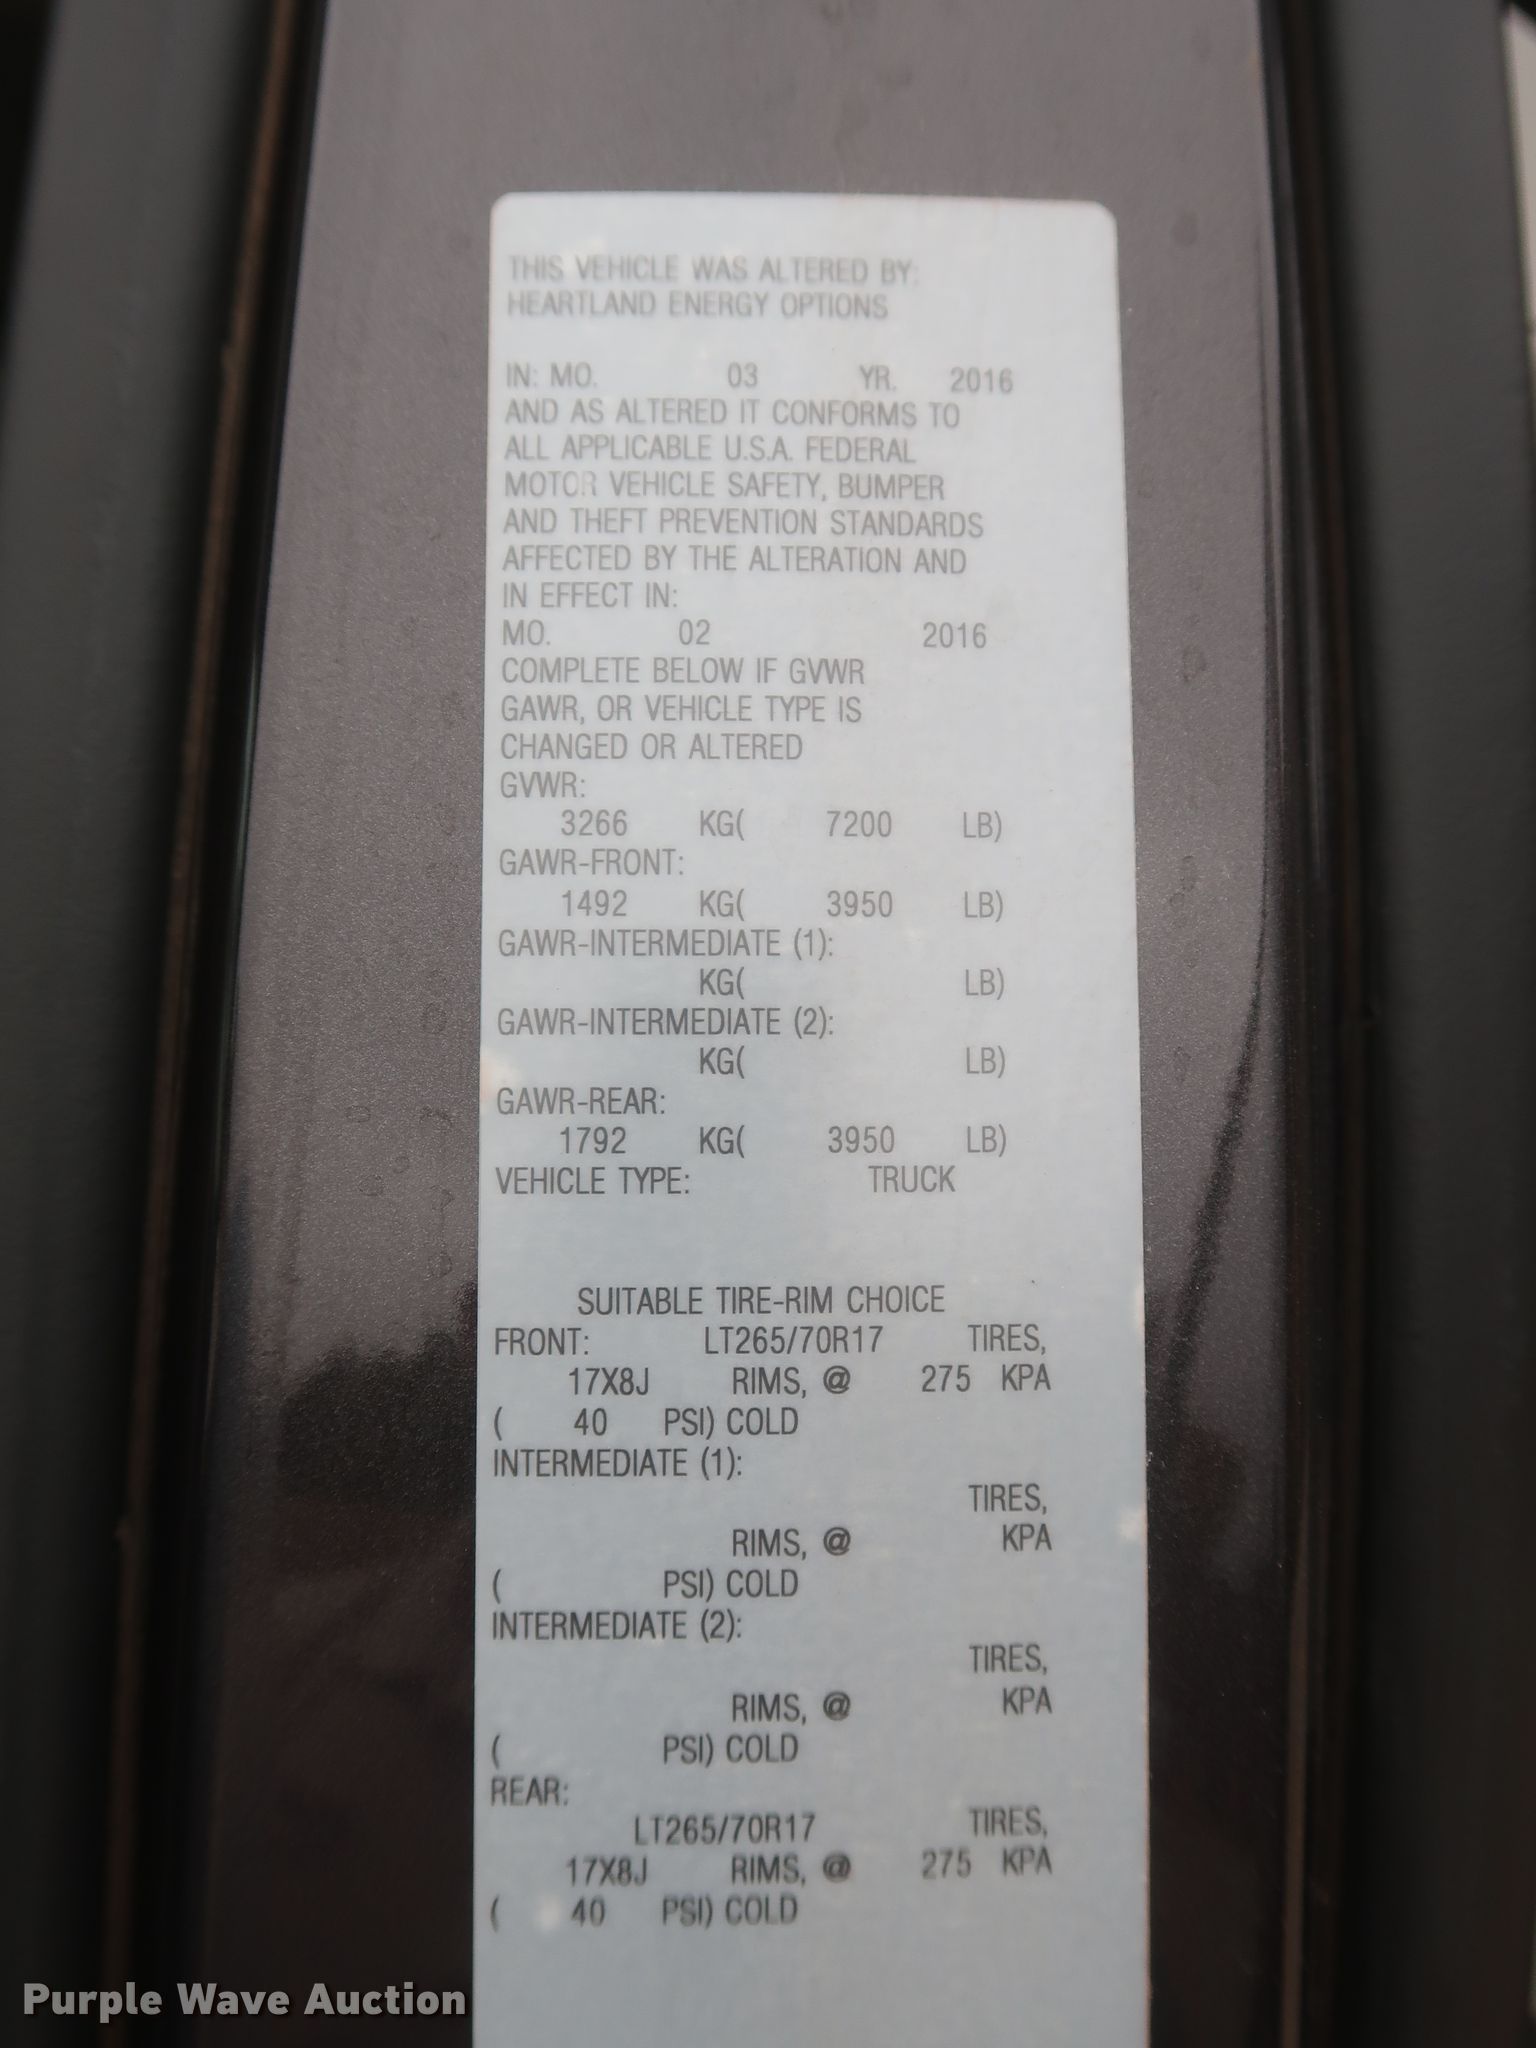 THIS VEHICLE WAS ALTERED BY:
HEARTLAND ENERGY OPTIONS
IN: MO. 03 YR. 2016
AND AS ALTERED IT CONFORMS TO
ALL APPLICABLE U.S.A. FEDERAL
MOTOR VEHICLE SAFETY, BUMPER
AND THEFT PREVENTION STANDARDS
AFFECTED BY THE ALTERATION AND
IN EFFECT IN:
MO. 02 2016
COMPLETE BELOW IF GVWR
GAWR, OR VEHICLE TYPE IS
CHANGED OR ALTERED
GVWR:
3266 KG( 7200 LB)
GAWR-FRONT:
1492 KG( 3950 LB)
GAWR-INTERMEDIATE (1):
KG( LB)
GAWR-INTERMEDIATE (2):
KG( LB)
GAWR-REAR:
1792 KG( 3950 LB)
VEHICLE TYPE: TRUCK
SUITABLE TIRE-RIM CHOICE
FRONT: LT265/70R17 TIRES,
17X8J RIMS, @ 275 KPA
( 40 PSI) COLD
INTERMEDIATE (1):
TIRES,
RIMS, @ KPA
( PSI) COLD
INTERMEDIATE (2):
TIRES,
RIMS, @ KPA
( PSI) COLD
REAR:
LT265/70R17 TIRES,
17X8J RIMS, @ 275 KPA
( 40 PSI) COLD
Purple Wave Auction